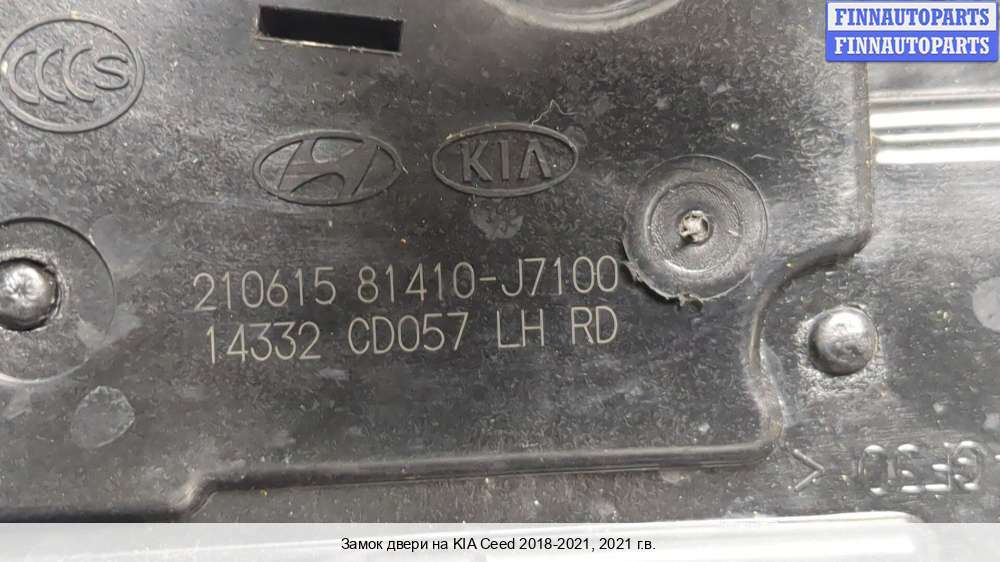 FINNAUTOPARTS
FINNAUTOPARTS
CCCS
KIA
210615 81410-J7100
14332 CD057 LH RD
Замок двери на KIA Ceed 2018-2021, 2021 г.в.